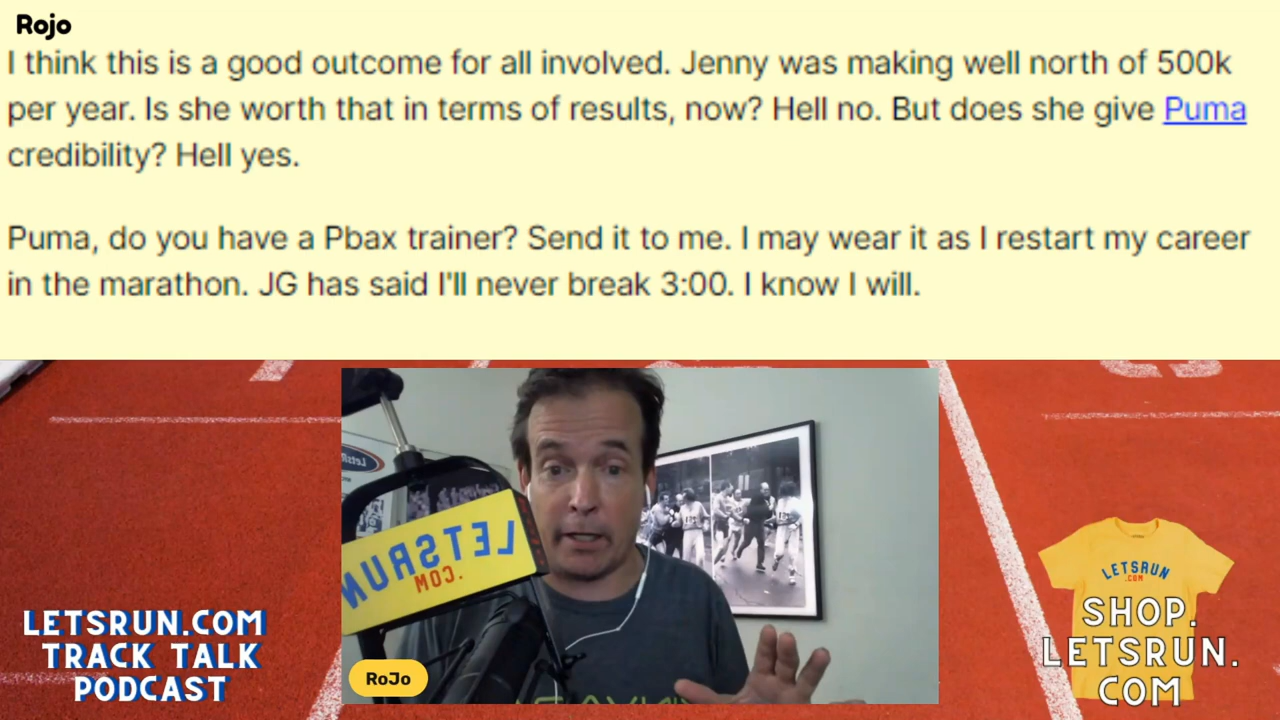 Rojo
I think this is a good outcome for all involved. Jenny was making well north of 500k
per year. Is she worth that in terms of results, now? Hell no. But does she give Puma
credibility? Hell yes.
Puma, do you have a Pbax trainer? Send it to me. I may wear it as I restart my career
in the marathon. JG has said I'll never break 3:00. I know I will.
LETSRUN
.COM
RoJo
LETSRUN.COM
TRACK TALK
PODCAST
LETSRUN
.COM
SHOP.
LETSRUN.
COM